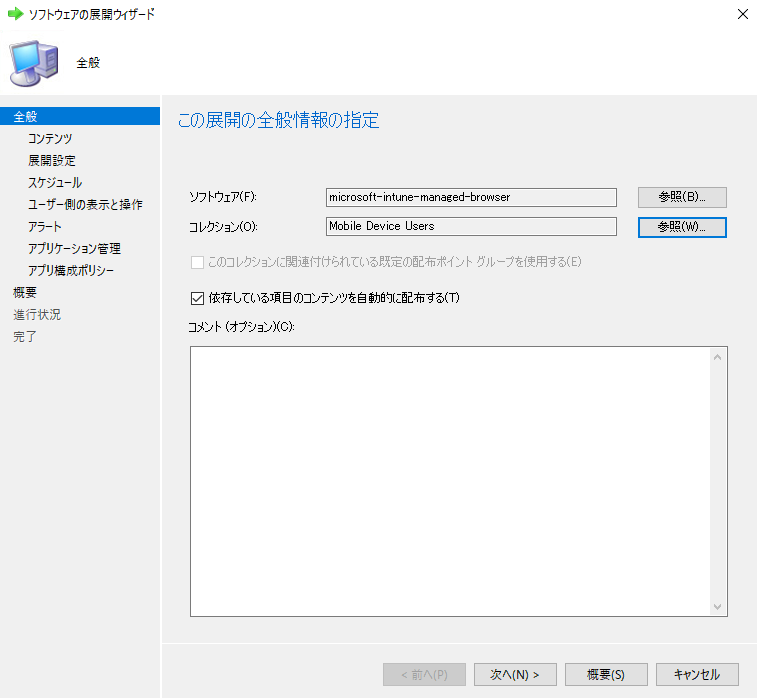 ソフトウェアの展開ウィザード
全般
全般
コンテンツ
展開設定
スケジュール
ユーザー側の表示と操作
アラート
アプリケーション管理
アプリ構成ポリシー
概要
進行状況
完了
この展開の全般情報の指定
ソフトウェア(F): microsoft-intune-managed-browser 参照(B)...
コレクション(O): Mobile Device Users 参照(W)...
このコレクションに関連付けられている既定の配布ポイント グループを使用する(E)
依存している項目のコンテンツを自動的に配布する(T)
コメント (オプション)(C):
< 前へ(P) 次へ(N) > 概要(S) キャンセル